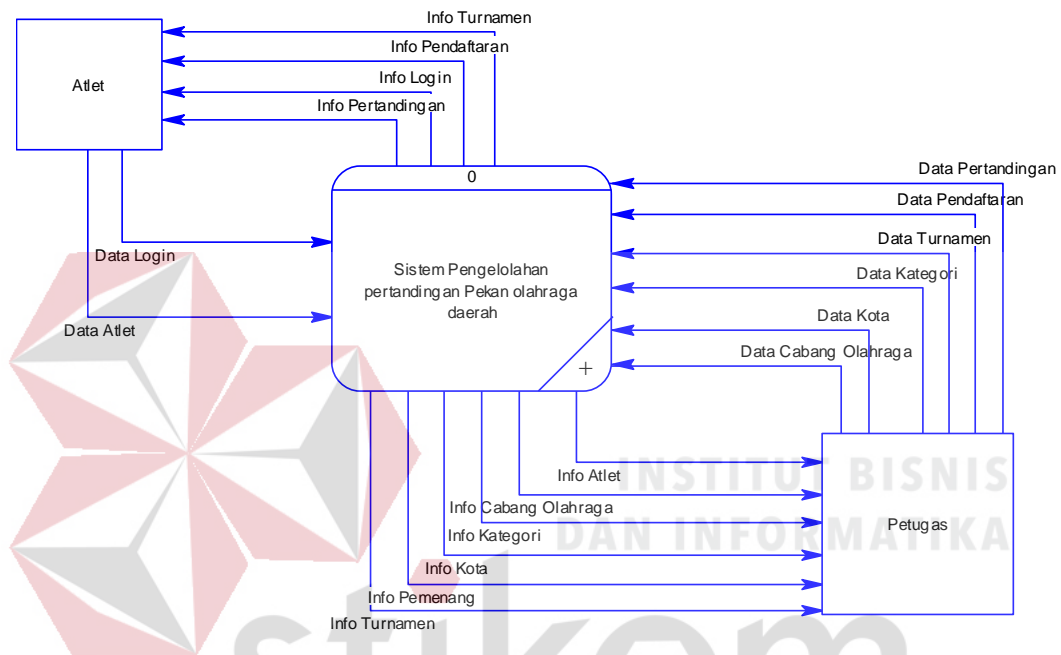 Info Turnamen
Info Pendaftaran
Info Login
Info Pertandingan
Atlet
0
Data Pertandingan
Data Pendaftaran
Data Turnamen
Data Kategori
Data Kota
Data Cabang Olahraga
Data Login
Data Atlet
Sistem Pengelolahan
pertandingan Pekan olahraga
daerah
+
Info Atlet
Info Cabang Olahraga
Info Kategori
Info Kota
Info Pemenang
Info Turnamen
Petugas
INSTITUT BISNIS
DAN INFORMATIKA
stikom